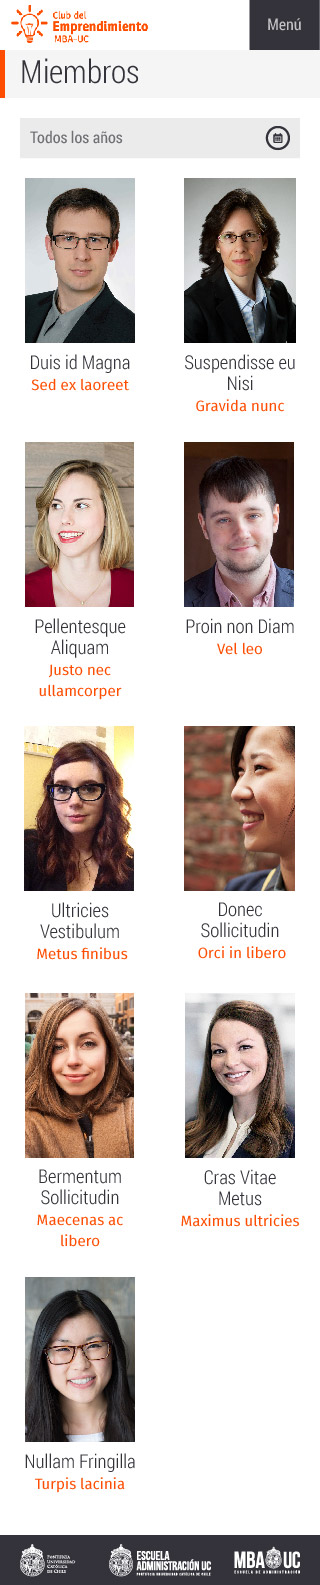 Club del
Emprendimiento
MBA-UC
Menú
Miembros
Todos los años
Duis id Magna
Sed ex laoreet
Suspendisse eu
Nisi
Gravida nunc
Pellentesque
Aliquam
Justo nec
ullamcorper
Proin non Diam
Vel leo
Ultricies
Vestibulum
Metus finibus
Donec
Sollicitudin
Orci in libero
Bermentum
Sollicitudin
Maecenas ac
libero
Cras Vitae
Metus
Maximus ultricies
Nullam Fringilla
Turpis lacinia
PONTIFICIA
UNIVERSIDAD
CATÓLICA
DE CHILE
ESCUELA
ADMINISTRACIÓN UC
PONTIFICIA UNIVERSIDAD CATÓLICA DE CHILE
MBA UC
ESCUELA DE ADMINISTRACIÓN